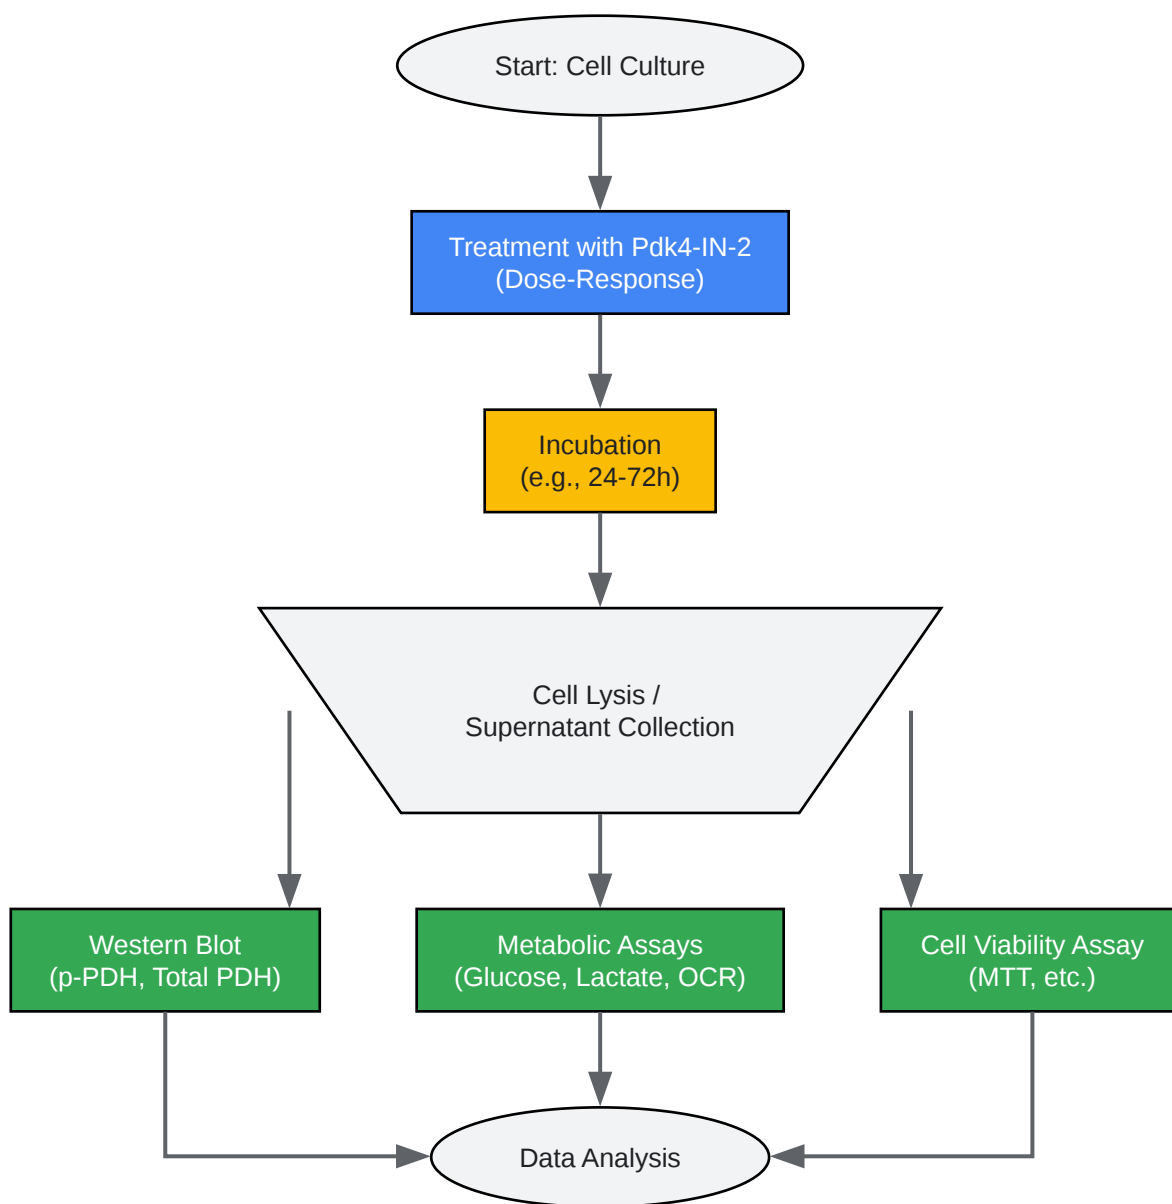 Start: Cell Culture
Treatment with Pdk4-IN-2
(Dose-Response)
Incubation
(e.g., 24-72h)
Cell Lysis /
Supernatant Collection
Western Blot
(p-PDH, Total PDH)
Metabolic Assays
(Glucose, Lactate, OCR)
Cell Viability Assay
(MTT, etc.)
Data Analysis